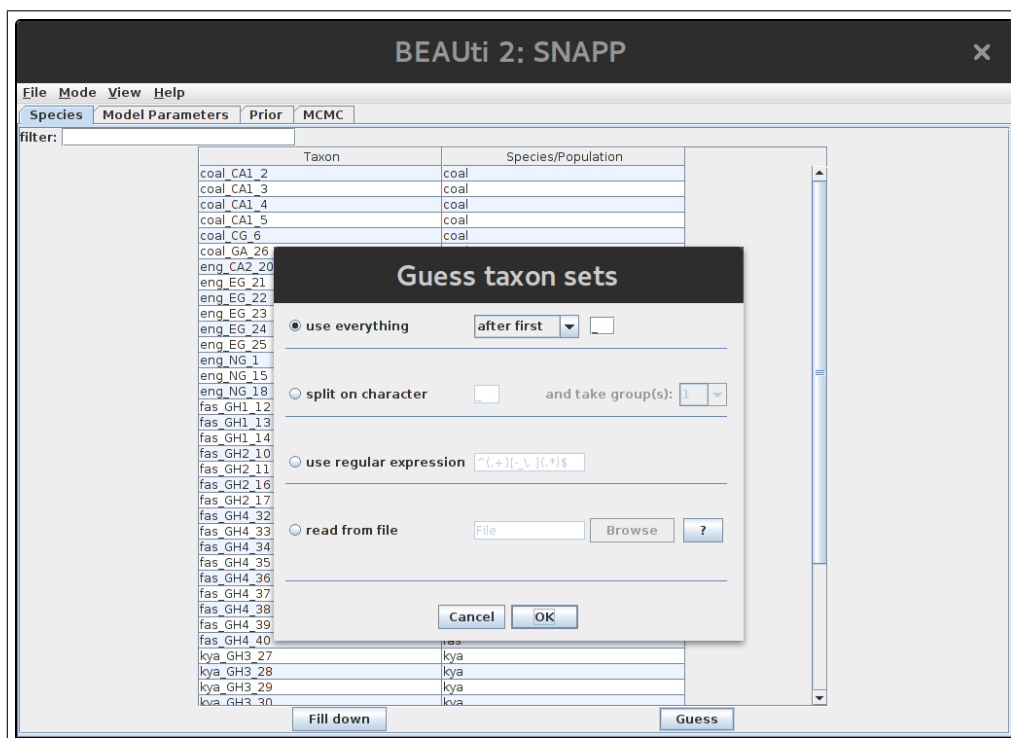 BEAUti 2: SNAPP
File Mode View Help
Species Model Parameters Prior MCMC
filter:
Taxon Species/Population
coal_CA1_2 coal
coal_CA1_3 coal
coal_CA1_4 coal
coal_CA1_5 coal
coal_CG_6 coal
coal_GA_26
eng_CA2_20
eng_EG_21
eng_EG_22
eng_EG_23
eng_EG_24
eng_EG_25
eng_NG_1
eng_NG_15
eng_NG_18
fas_GH1_12
fas_GH1_13
fas_GH1_14
fas_GH2_10
fas_GH2_11
fas_GH2_16
fas_GH2_17
fas_GH4_32
fas_GH4_33
fas_GH4_34
fas_GH4_35
fas_GH4_36
fas_GH4_37
fas_GH4_38
fas_GH4_39
fas_GH4_40 fas
kya_GH3_27 kya
kya_GH3_28 kya
kya_GH3_29 kya
kya_GH3_30 kya
Guess taxon sets
use everything after first _
split on character _ and take group(s): 1
use regular expression ^(.+)[-_\. ](.*)$
read from file File Browse ?
Cancel OK
Fill down Guess